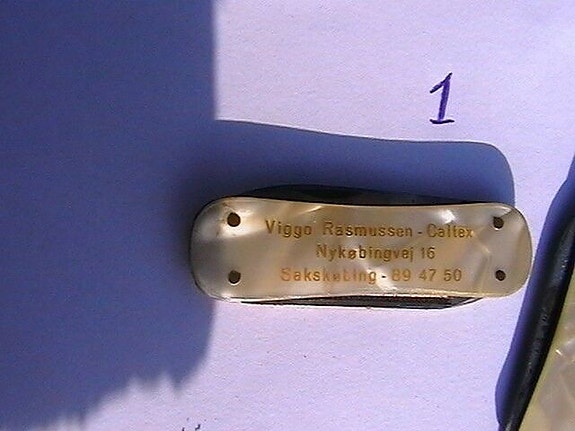 1
Viggo Rasmussen - Caltex
Nykøbingvej 16
Sakskøbing - 89 47 50